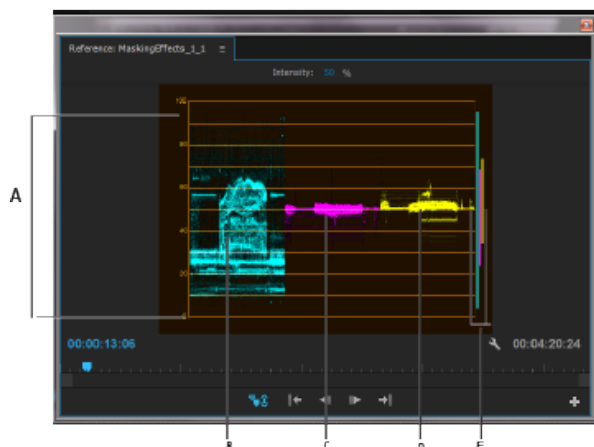 Reference: MaskingEffects_1_1
Intensity: 50 %
100
80
60
40
20
0
A
00:00:13:06
00:04:20:24
B
C
D
E